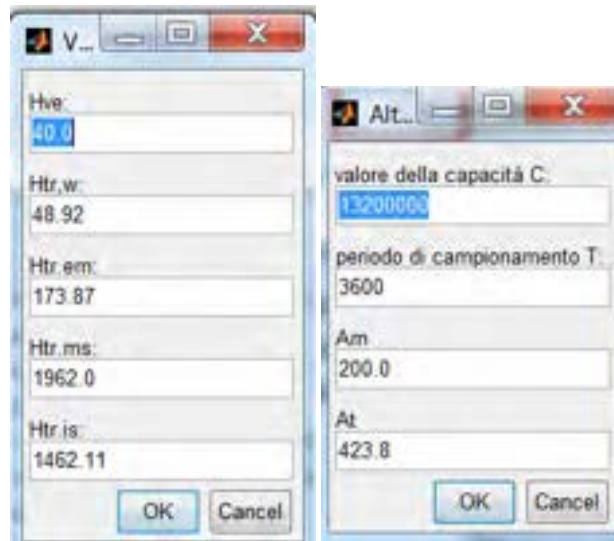 V...
Hve:
40.0
Htr,w:
48.92
Htr.em:
173.87
Htr.ms:
1962.0
Htr.is:
1462.11
OK Cancel
Alt...
valore della capacitá C:
13200000
periodo di campionamento T:
3600
Am
200.0
At
423.8
OK Cancel